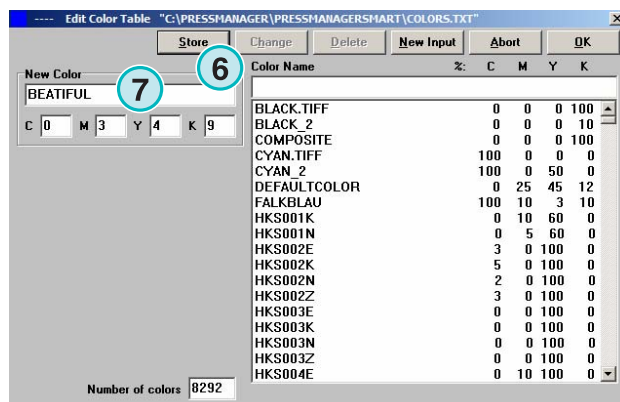 ---- Edit Color Table "C:\PRESSMANAGER\PRESSMANAGERSMART\COLORS.TXT"
Store Change Delete New Input Abort OK
6
New Color
BEATIFUL
7
C 0 M 3 Y 4 K 9
Color Name %: C M Y K
BLACK.TIFF 0 0 0 100
BLACK_2 0 0 0 10
COMPOSITE 0 0 0 100
CYAN.TIFF 100 0 0 0
CYAN_2 100 0 50 0
DEFAULTCOLOR 0 25 45 12
FALKBLAU 100 10 3 10
HKS001K 0 10 60 0
HKS001N 0 5 60 0
HKS002E 3 0 100 0
HKS002K 5 0 100 0
HKS002N 2 0 100 0
HKS002Z 3 0 100 0
HKS003E 0 0 100 0
HKS003K 0 0 100 0
HKS003N 0 0 100 0
HKS003Z 0 0 100 0
HKS004E 0 10 100 0
Number of colors 8292